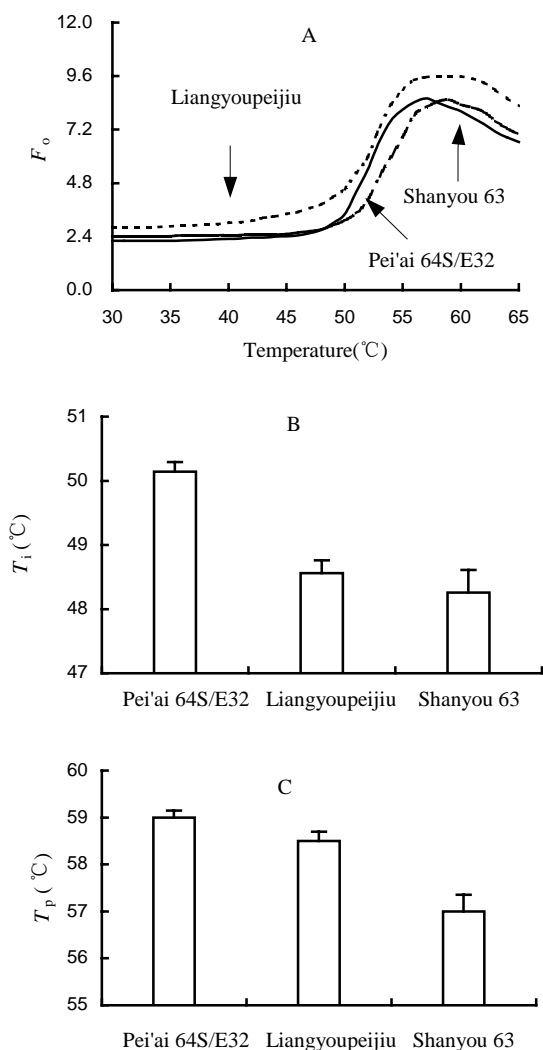 A
12.0
9.6
7.2
4.8
2.4
0.0
Fo
Liangyoupeijiu
Shanyou 63
Pei'ai 64S/E32
30 35 40 45 50 55 60 65
Temperature(℃)
B
51
50
49
48
47
Ti (℃)
Pei'ai 64S/E32 Liangyoupeijiu Shanyou 63
C
60
59
58
57
56
55
Tp (℃)
Pei'ai 64S/E32 Liangyoupeijiu Shanyou 63